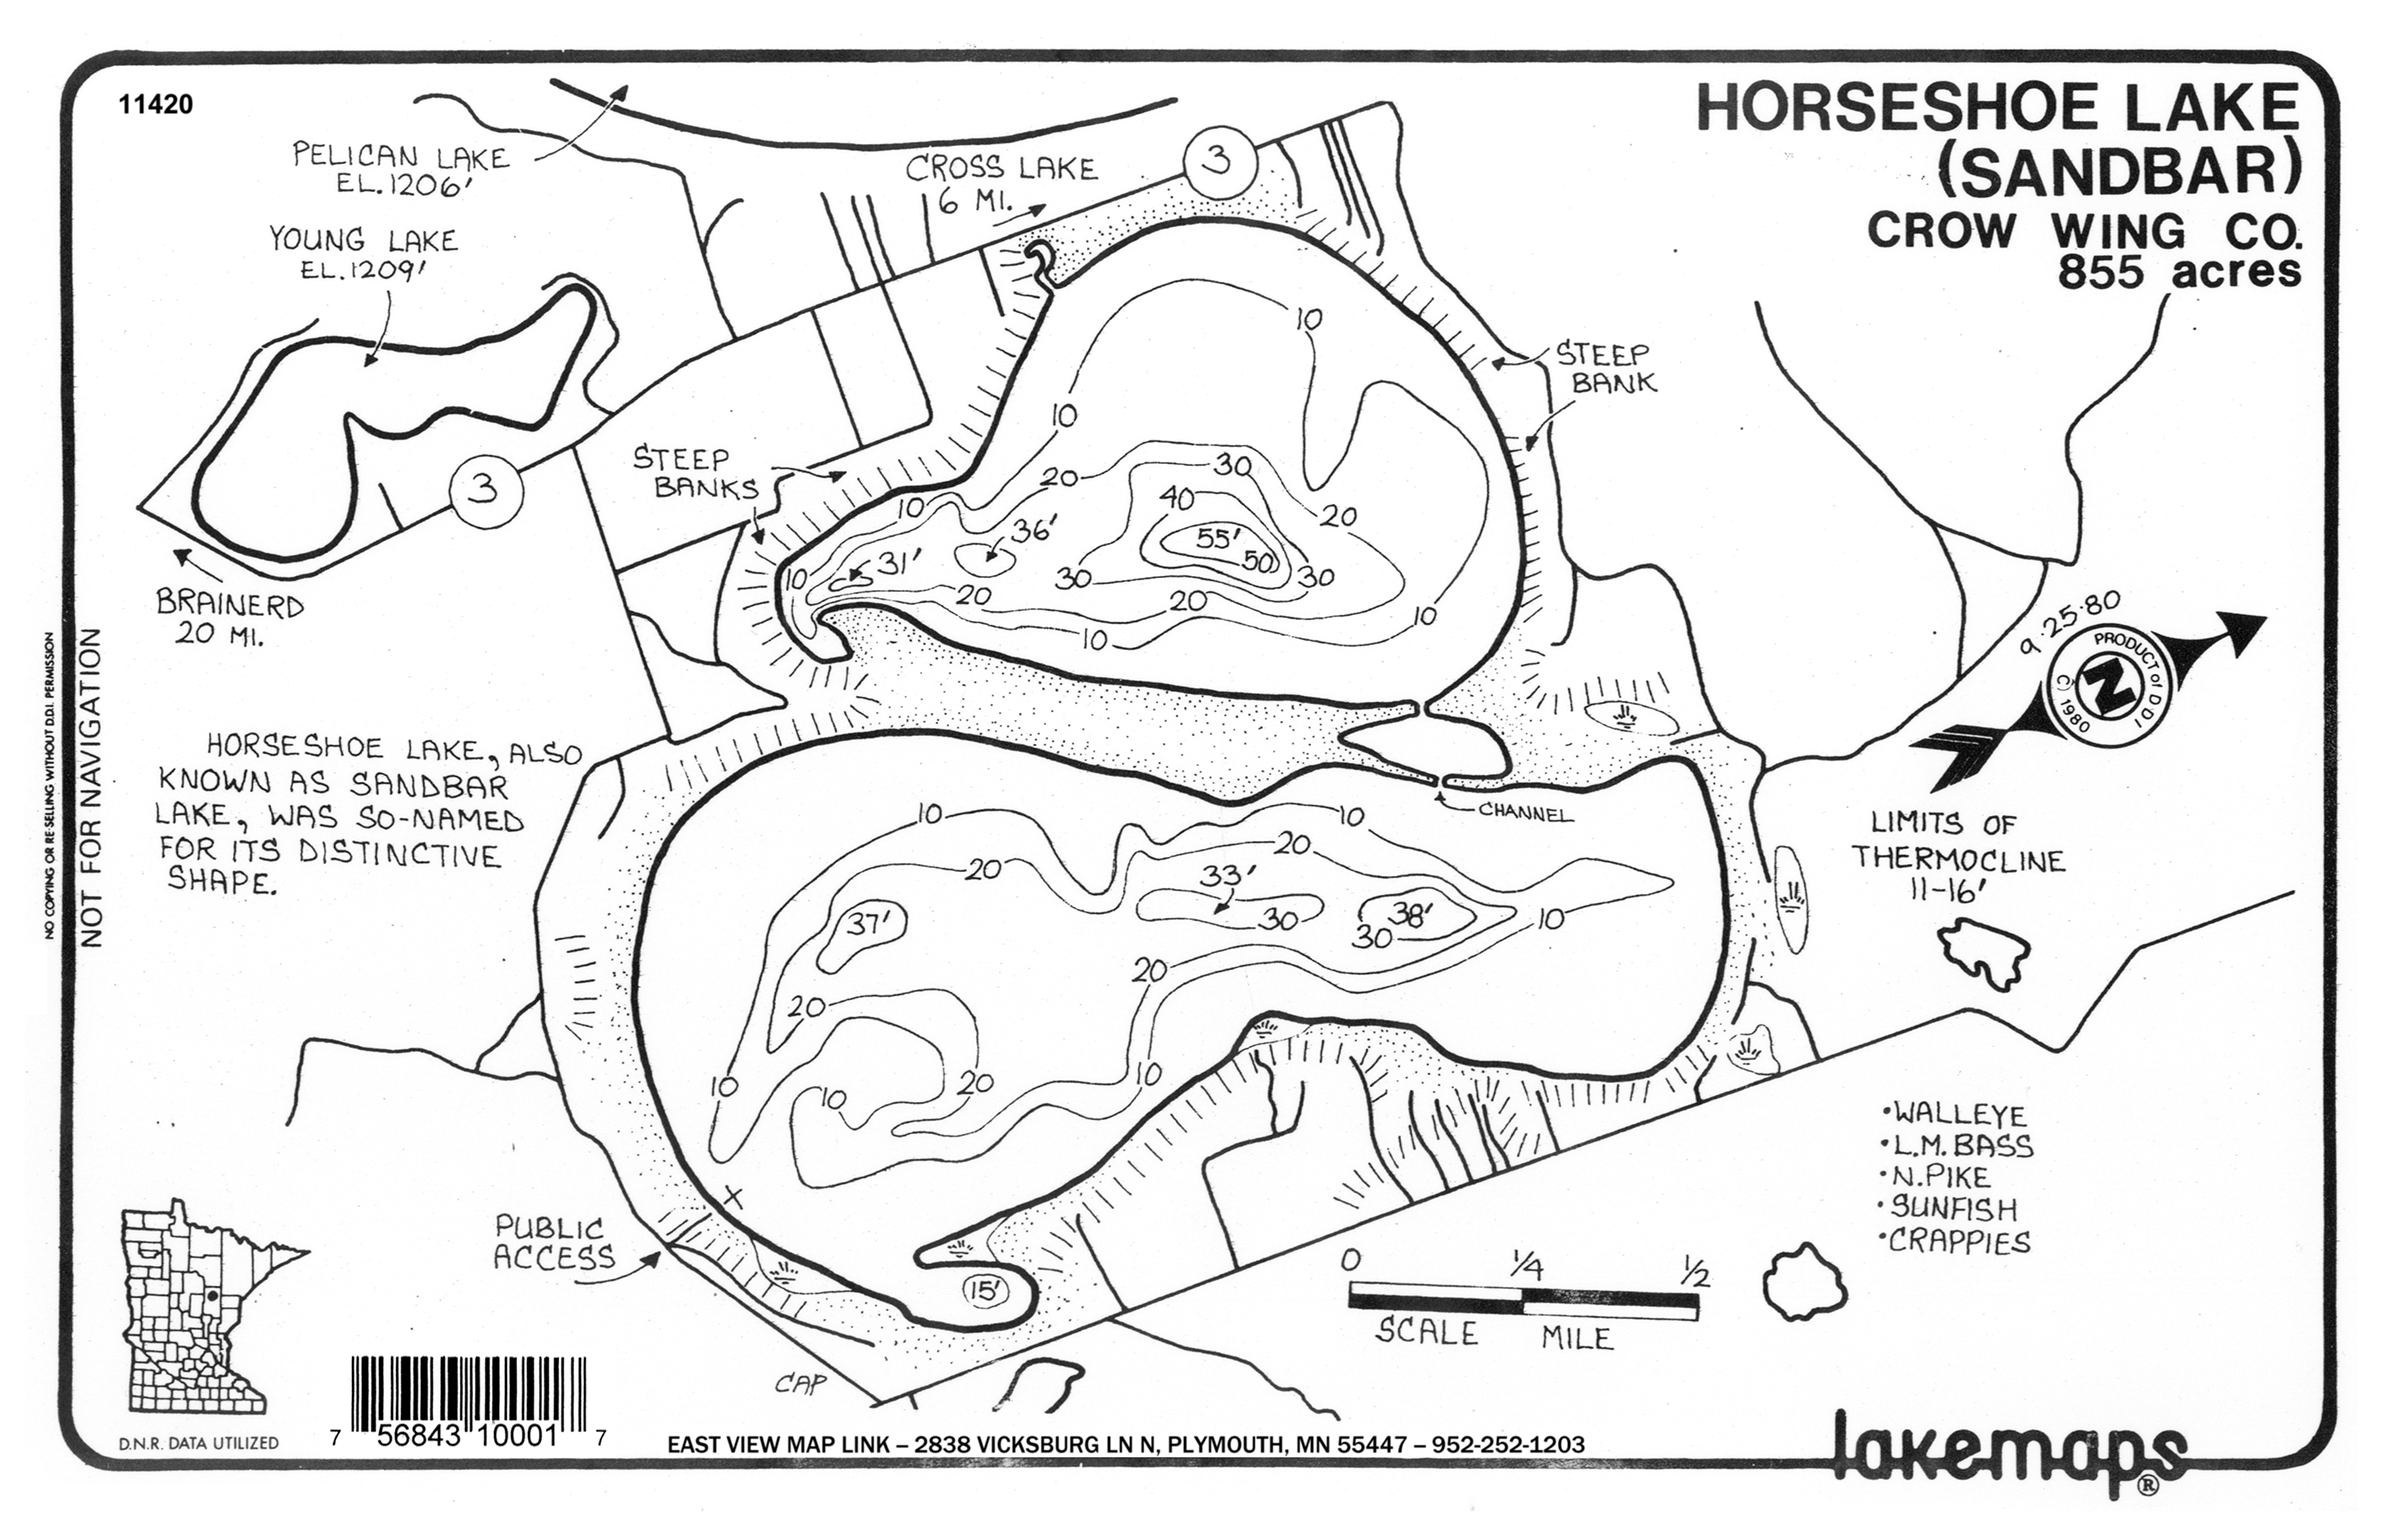 11420
HORSESHOE LAKE
(SANDBAR)
CROW WING CO.
855 acres
PELICAN LAKE
EL. 1206'
CROSS LAKE
6 MI.
3
YOUNG LAKE
EL. 1209'
10
STEEP
BANK
10
STEEP
BANKS
3
20
30
40
10
36'
20
55'
50
31'
10
30
30
20
20
10
10
BRAINERD
20 MI.
9·25·80
PRODUCT of D.D.I
N
© 1980
NO COPYING OR RE-SELLING WITHOUT D.D.I. PERMISSION
NOT FOR NAVIGATION
HORSESHOE LAKE, ALSO
KNOWN AS SANDBAR
LAKE, WAS SO-NAMED
FOR ITS DISTINCTIVE
SHAPE.
CHANNEL
10
10
20
20
33'
37'
30
38'
30
10
20
20
10
20
10
10
LIMITS OF
THERMOCLINE
11-16'
•WALLEYE
•L.M. BASS
•N. PIKE
•SUNFISH
•CRAPPIES
X
PUBLIC
ACCESS
15'
0 1/4 1/2
SCALE MILE
CAP
D.N.R. DATA UTILIZED
7 56843 10001 7
EAST VIEW MAP LINK – 2838 VICKSBURG LN N, PLYMOUTH, MN 55447 – 952-252-1203
lakemaps®